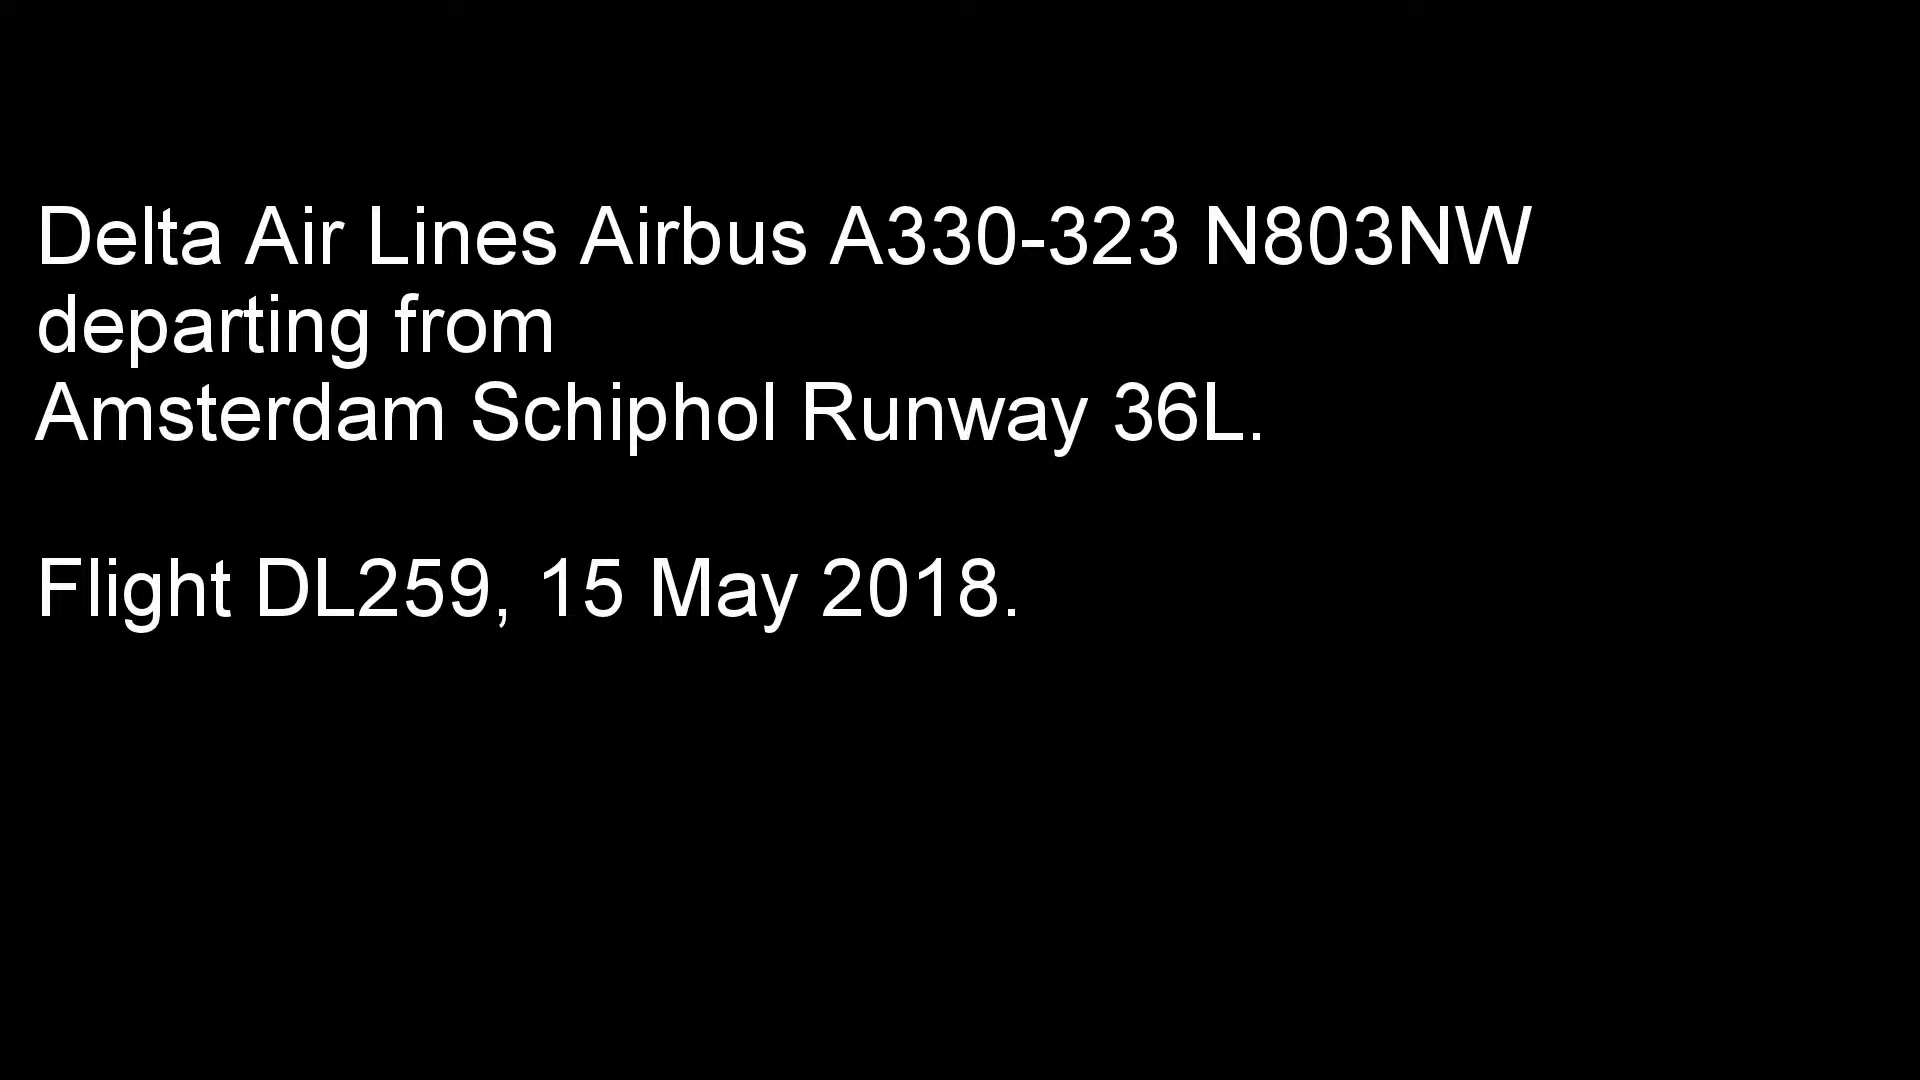 Delta Air Lines Airbus A330-323 N803NW
departing from
Amsterdam Schiphol Runway 36L.
Flight DL259, 15 May 2018.